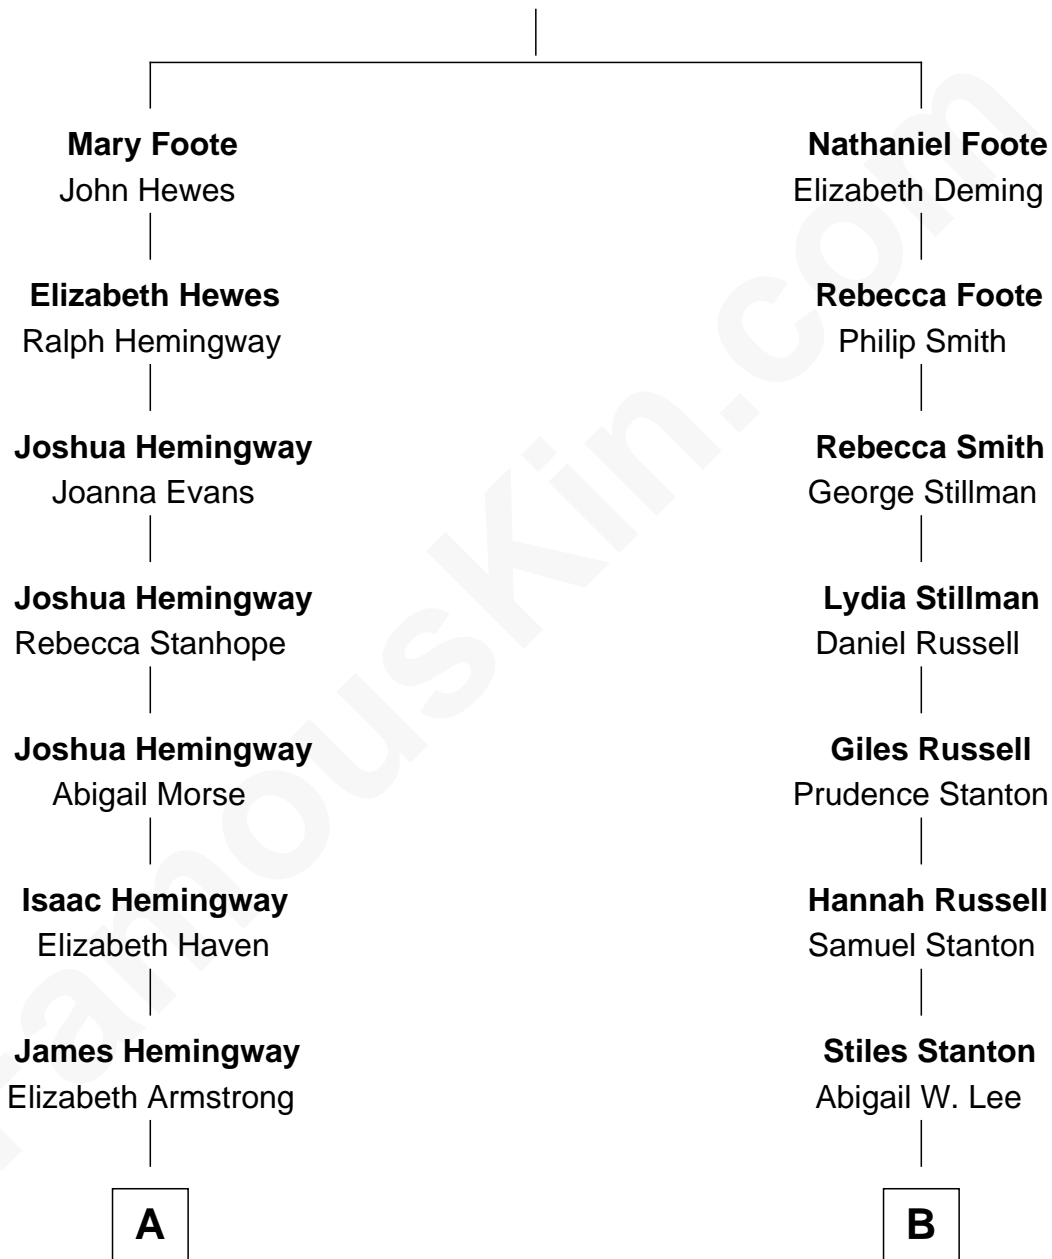 Mary Foote
John Hewes
Elizabeth Hewes
Ralph Hemingway
Joshua Hemingway
Joanna Evans
Joshua Hemingway
Rebecca Stanhope
Joshua Hemingway
Abigail Morse
Isaac Hemingway
Elizabeth Haven
James Hemingway
Elizabeth Armstrong
A
Nathaniel Foote
Elizabeth Deming
Rebecca Foote
Philip Smith
Rebecca Smith
George Stillman
Lydia Stillman
Daniel Russell
Giles Russell
Prudence Stanton
Hannah Russell
Samuel Stanton
Stiles Stanton
Abigail W. Lee
B
FamousKin.com